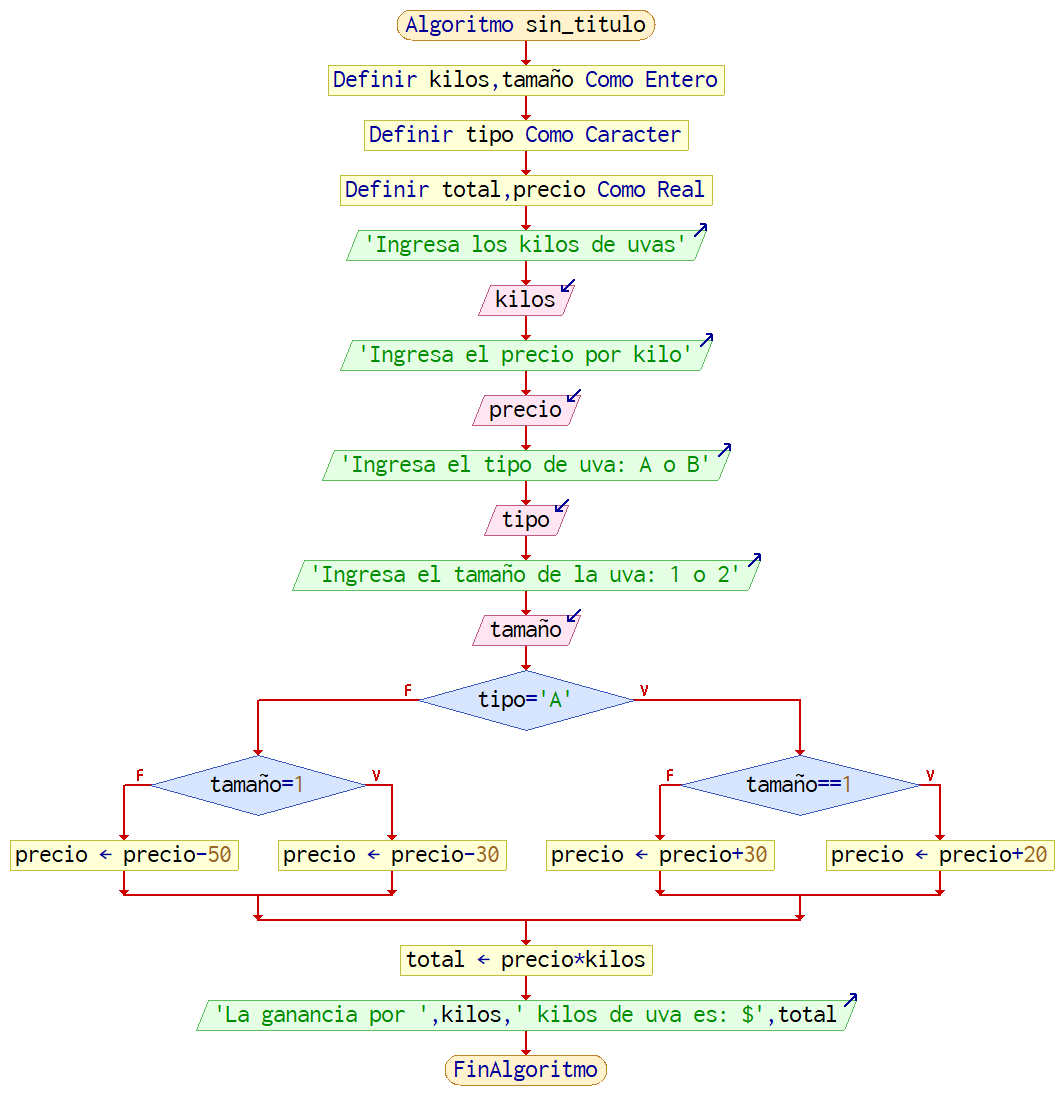 Algoritmo sin_titulo
Definir kilos,tamaño Como Entero
Definir tipo Como Caracter
Definir total,precio Como Real
'Ingresa los kilos de uvas'
kilos
'Ingresa el precio por kilo'
precio
'Ingresa el tipo de uva: A o B'
tipo
'Ingresa el tamaño de la uva: 1 o 2'
tamaño
F
tipo='A'
V
F
tamaño=1
V
F
tamaño==1
V
precio ← precio-50
precio ← precio-30
precio ← precio+30
precio ← precio+20
total ← precio*kilos
'La ganancia por ',kilos,' kilos de uva es: $',total
FinAlgoritmo